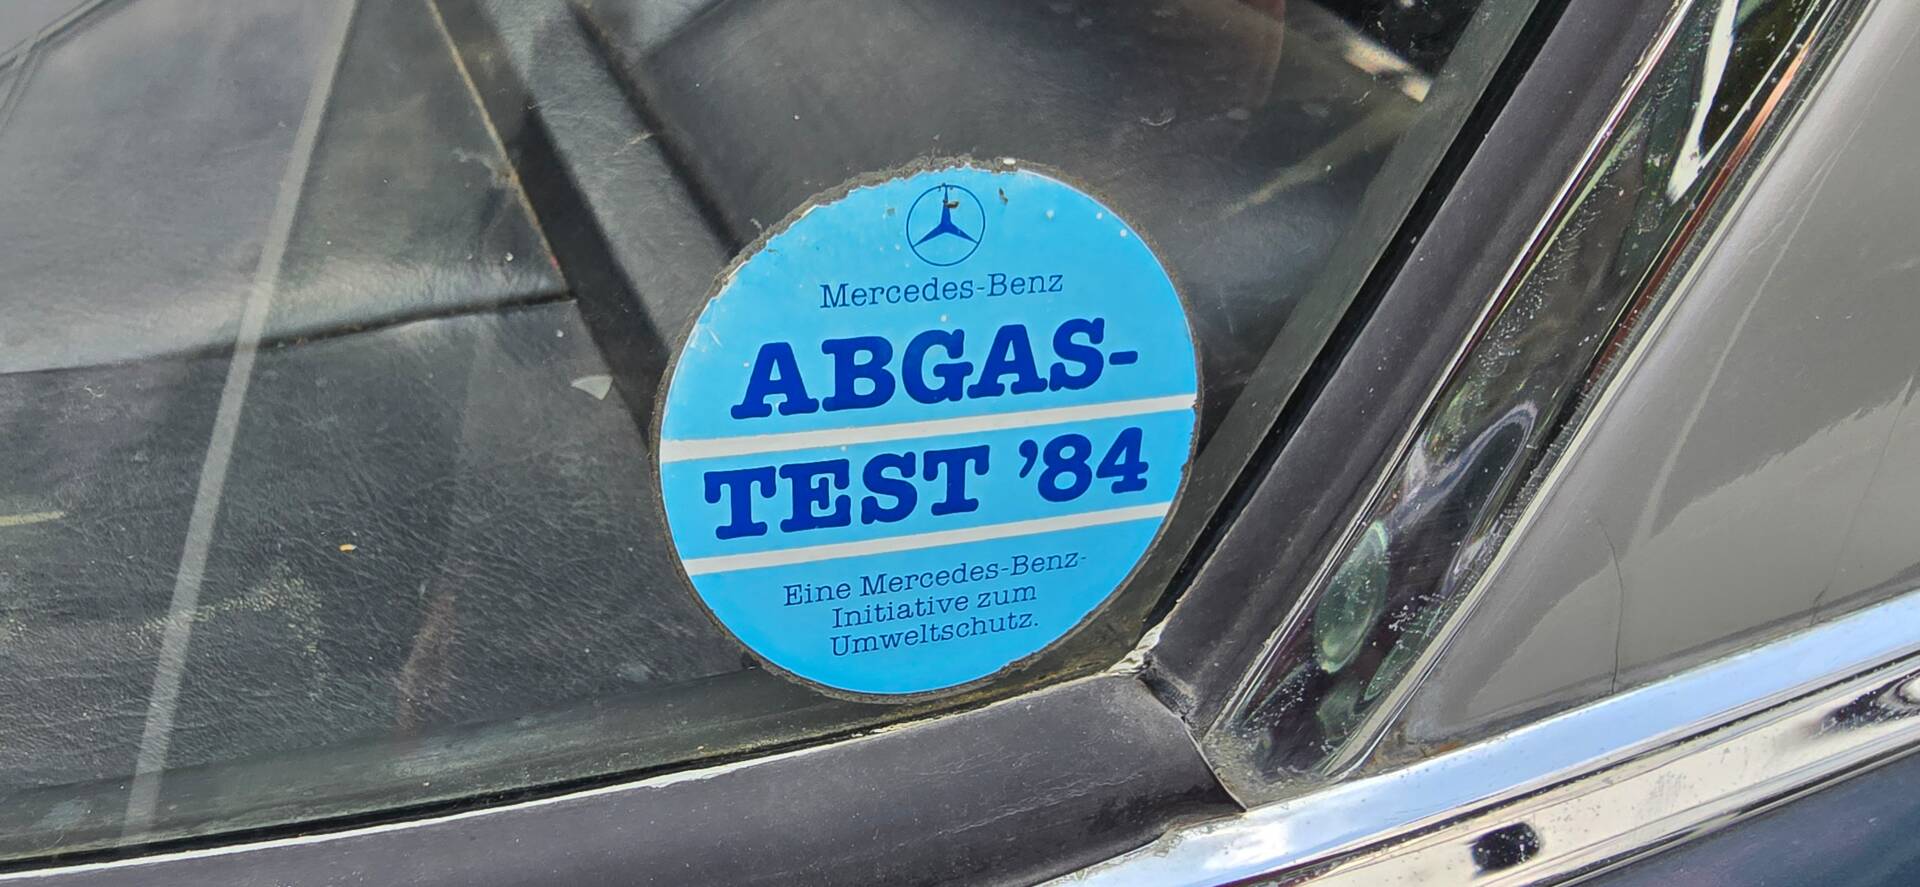 Mercedes-Benz
ABGAS-
TEST ’84
Eine Mercedes-Benz-
Initiative zum
Umweltschutz.